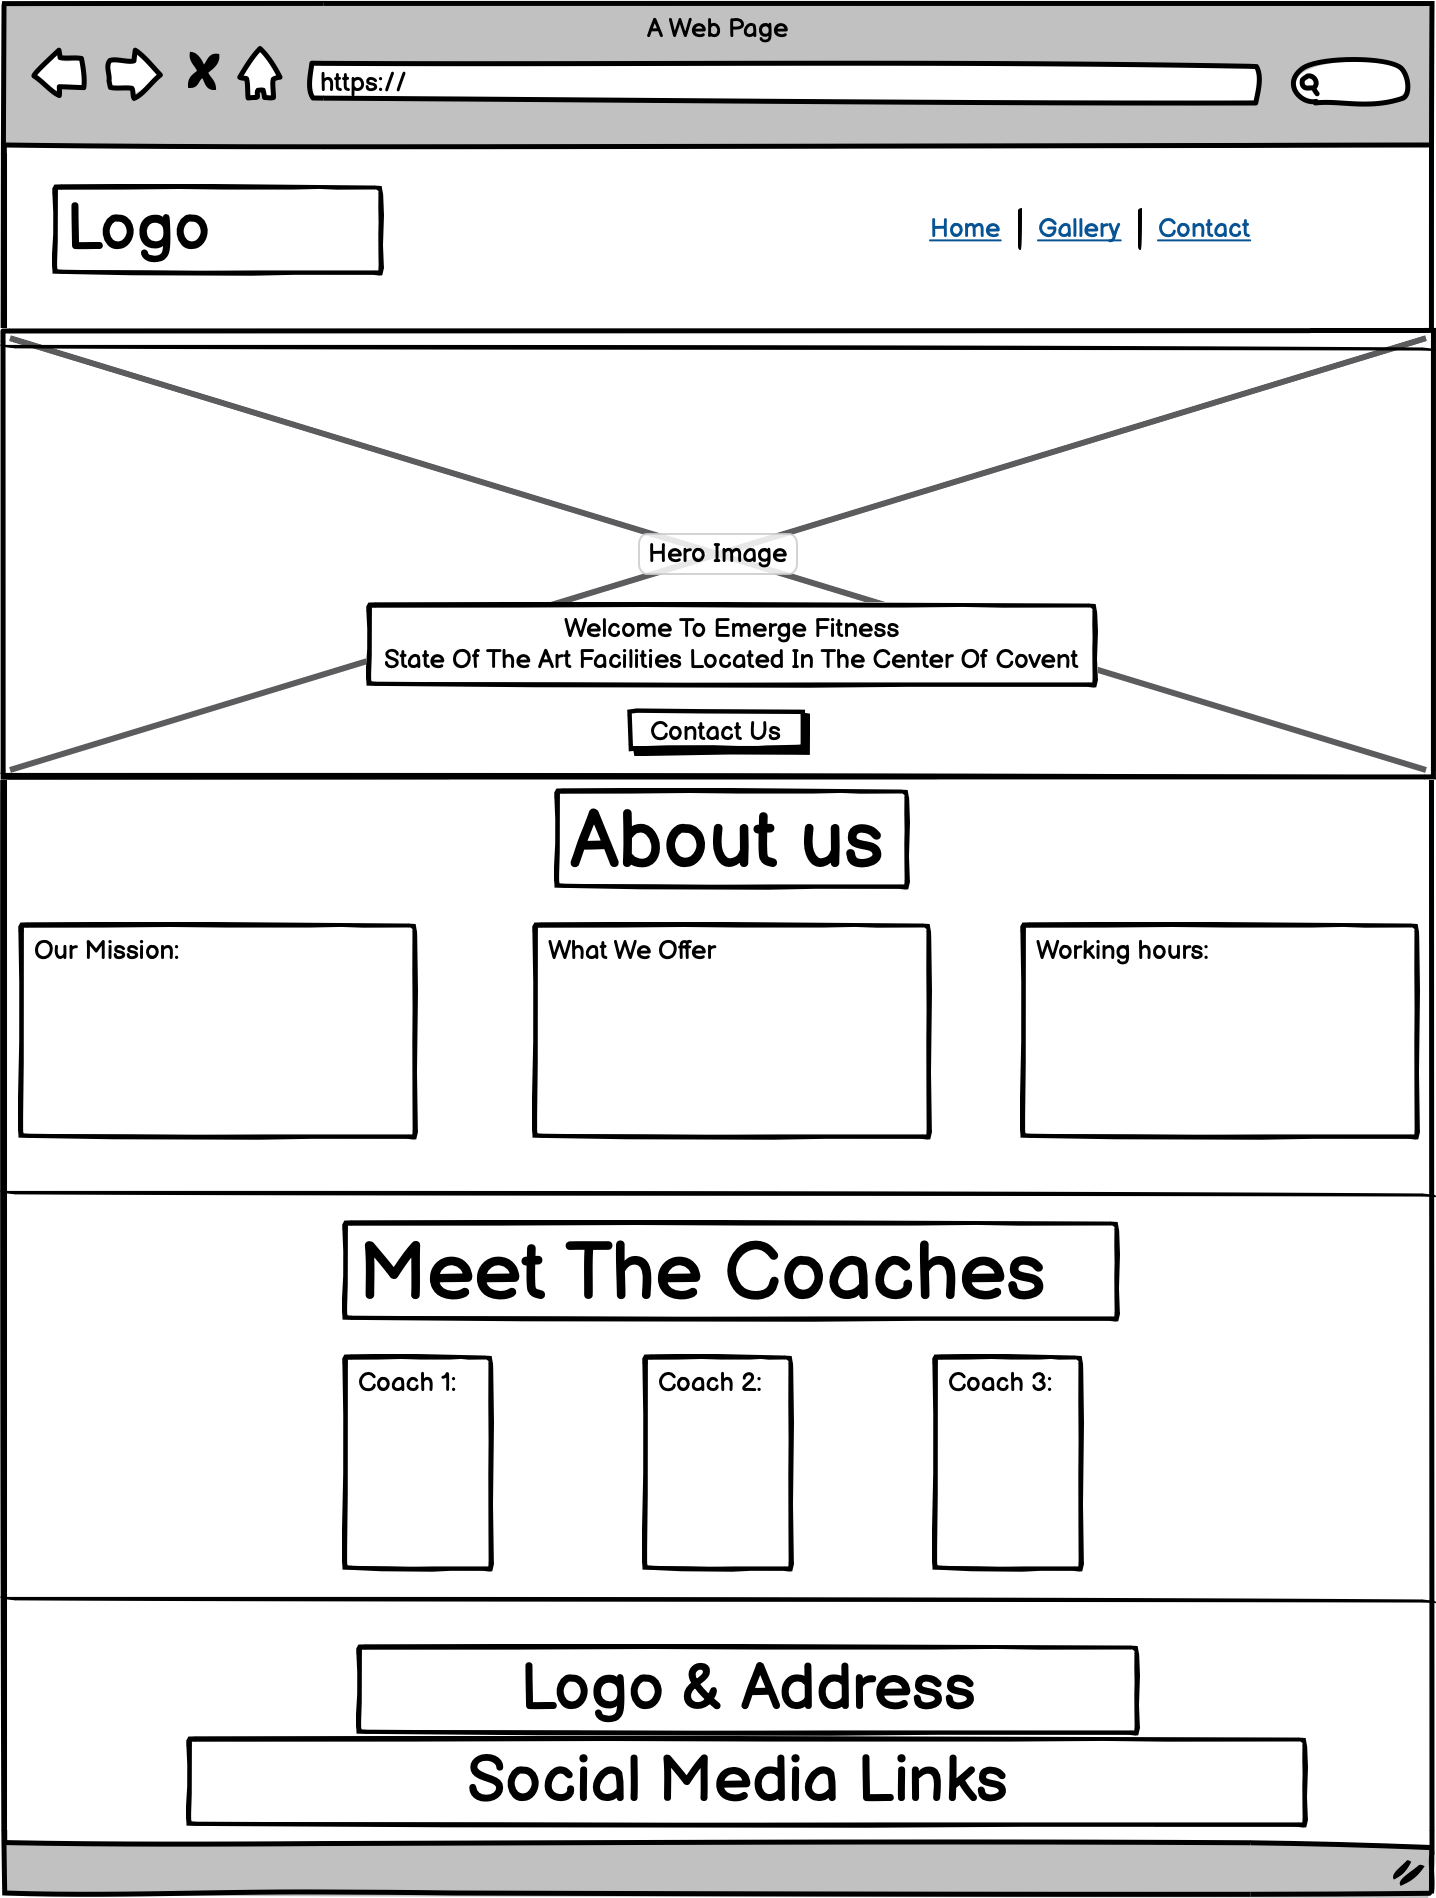 A Web Page
https://
Logo
Home
Gallery
Contact
Hero Image
Welcome To Emerge Fitness
State Of The Art Facilities Located In The Center Of Covent
Contact Us
About us
Our Mission:
What We Offer
Working hours:
Meet The Coaches
Coach 1:
Coach 2:
Coach 3:
Logo & Address
Social Media Links